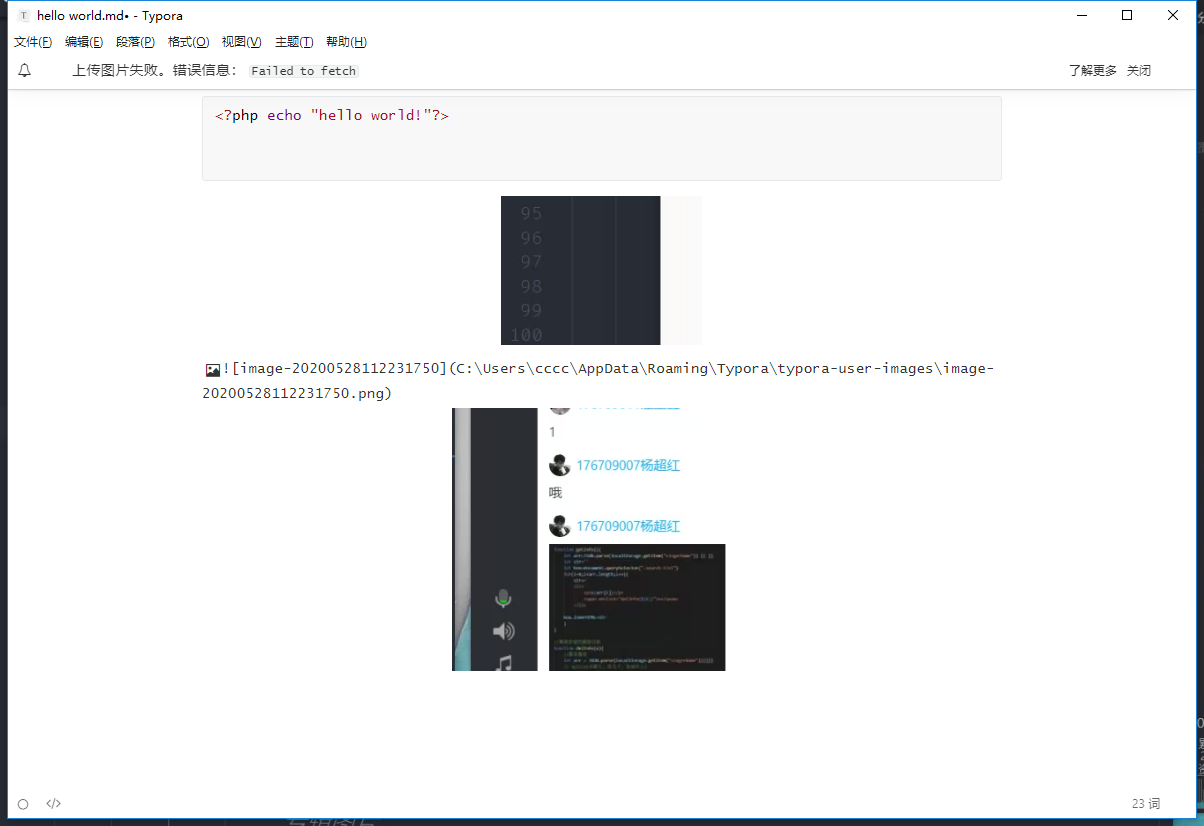 hello world.md• - Typora
文件(F) 编辑(E) 段落(P) 格式(O) 视图(V) 主题(T) 帮助(H)
上传图片失败。错误信息： Failed to fetch 了解更多 关闭
<?php echo "hello world!"?>
95
96
97
98
99
100
![image-20200528112231750](C:\Users\cccc\AppData\Roaming\Typora\typora-user-images\image-
20200528112231750.png)
1
176709007杨超红
哦
176709007杨超红
</> 23 词